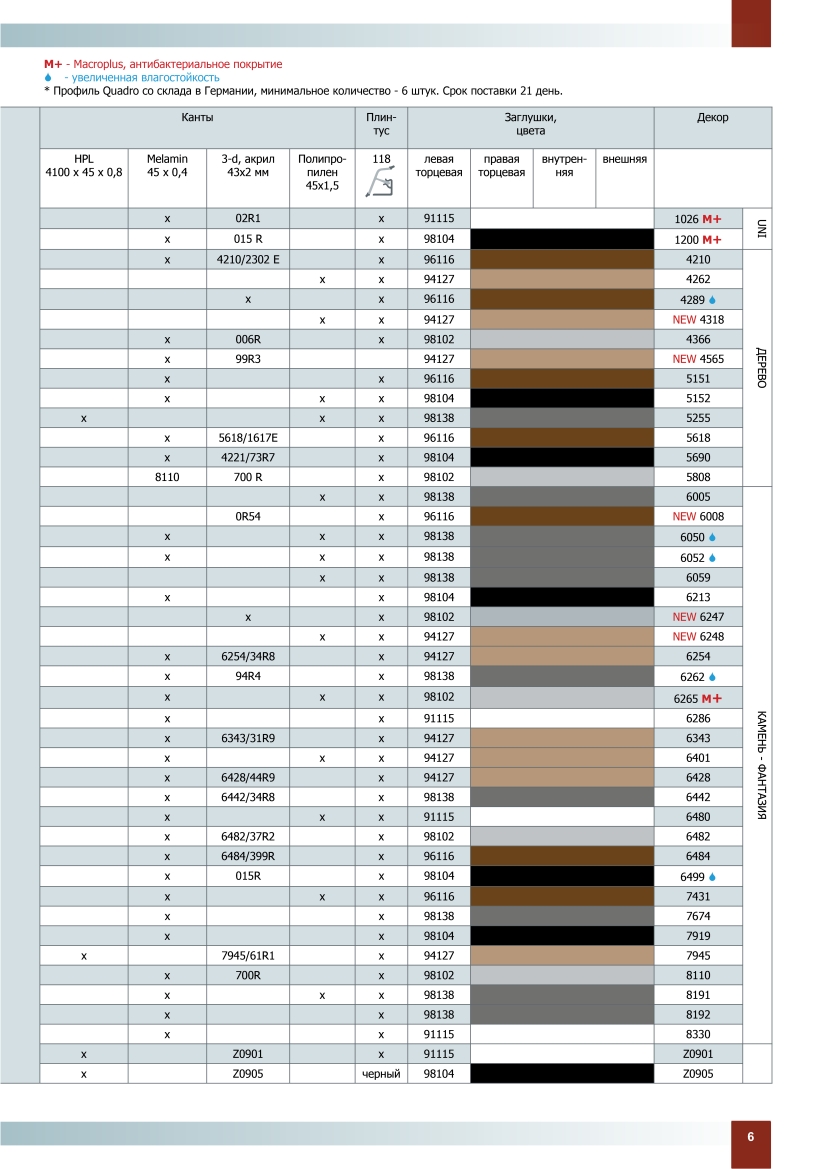 M+ - Macroplus, антибактериальное покрытие
- увеличенная влагостойкость
* Профиль Quadro со склада в Германии, минимальное количество - 6 штук. Срок поставки 21 день.
Канты Плин- Заглушки, Декор
тус цвета
HPL Melamin 3-d, акрил Полипро- 118 левая правая внутрен- внешняя
4100 x 45 x 0,8 45 x 0,4 43x2 мм пилен торцевая торцевая няя
45x1,5
x 02R1 x 91115 1026 M+
x 015 R x 98104 1200 M+
UNI
x 4210/2302 E x 96116 4210
x x 94127 4262
x x 96116 4289
x x 94127 NEW 4318
x 006R x 98102 4366
x 99R3 94127 NEW 4565
x x 96116 5151
x x x 98104 5152
x x x 98138 5255
x 5618/1617E x 96116 5618
x 4221/73R7 x 98104 5690
8110 700 R x 98102 5808
ДЕРЕВО
x x 98138 6005
0R54 x 96116 NEW 6008
x x x 98138 6050
x x x 98138 6052
x x 98138 6059
x x 98104 6213
x x 98102 NEW 6247
x x 94127 NEW 6248
x 6254/34R8 x 94127 6254
x 94R4 x 98138 6262
x x x 98102 6265 M+
x x 91115 6286
x 6343/31R9 x 94127 6343
x x x 94127 6401
x 6428/44R9 x 94127 6428
x 6442/34R8 x 98138 6442
x x x 91115 6480
x 6482/37R2 x 98102 6482
x 6484/399R x 96116 6484
x 015R x 98104 6499
x x x 96116 7431
x x 98138 7674
x x 98104 7919
x 7945/61R1 x 94127 7945
x 700R x 98102 8110
x x x 98138 8191
x x 98138 8192
x x 91115 8330
КАМЕНЬ - ФАНТАЗИЯ
x Z0901 x 91115 Z0901
x Z0905 черный 98104 Z0905
6